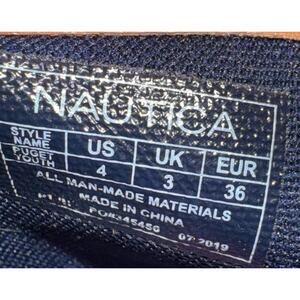 NAUTICA
STYLE NAME US UK EUR
PUGET YOUTH 4 3 36
ALL MAN-MADE MATERIALS
MADE IN CHINA
07/2019